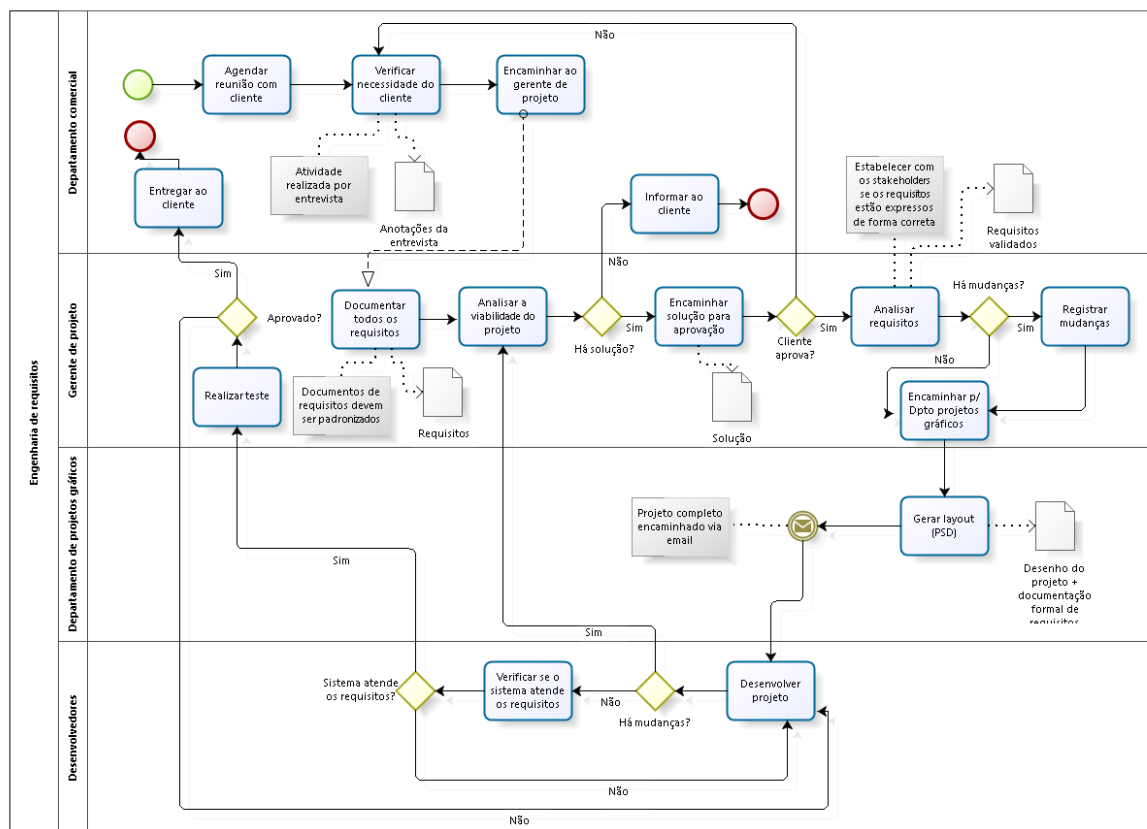 Engenharia de requisitos
Departamento comercial
Agendar
reunião com
cliente
Verificar
necessidade do
cliente
Encaminhar ao
gerente de
projeto
Não
Entregar ao
cliente
Atividade
realizada por
entrevista
Anotações da
entrevista
Informar ao
cliente
Estabelecer com
os stakeholders
se os requisitos
estão expressos
de forma correta
Requisitos
validados
Gerente de projeto
Sim
Aprovado?
Documentar
todos os
requisitos
Analisar a
viabilidade do
projeto
Não
Há solução?
Sim
Encaminhar
solução para
aprovação
Cliente
aprova?
Sim
Analisar
requisitos
Há mudanças?
Sim
Registrar
mudanças
Não
Realizar teste
Documentos de
requisitos devem
ser padronizados
Requisitos
Solução
Encaminhar p/
Dpto projetos
gráficos
Departamento de projetos gráficos
Projeto completo
encaminhado via
email
Gerar layout
(PSD)
Desenho do
projeto +
documentação
formal de
requisitos
Sim
Sim
Desenvolvedores
Sistema atende
os requisitos?
Verificar se o
sistema atende
os requisitos
Não
Há mudanças?
Desenvolver
projeto
Não
Não